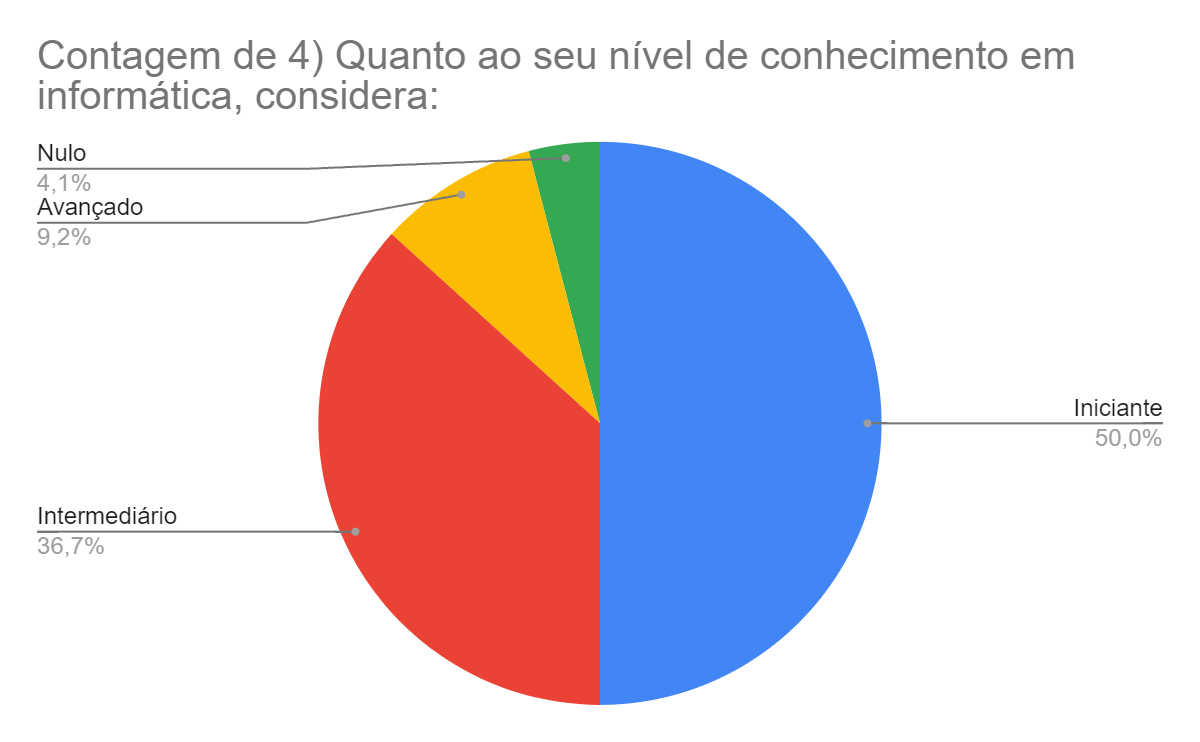 Contagem de 4) Quanto ao seu nível de conhecimento em
informática, considera:
Nulo
4,1%
Avançado
9,2%
Iniciante
50,0%
Intermediário
36,7%